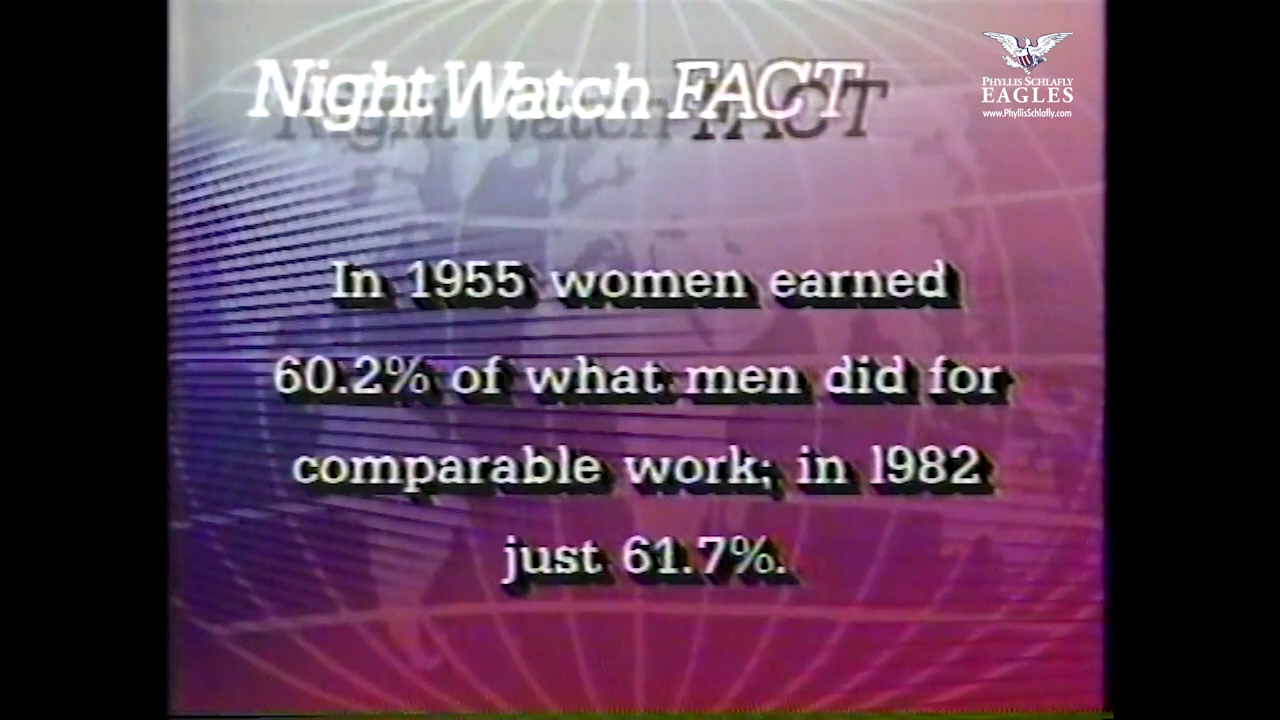 Night Watch FACT
PHYLLIS SCHLAFLY
EAGLES
www.PhyllisSchlafly.com
In 1955 women earned
60.2% of what men did for
comparable work; in 1982
just 61.7%.